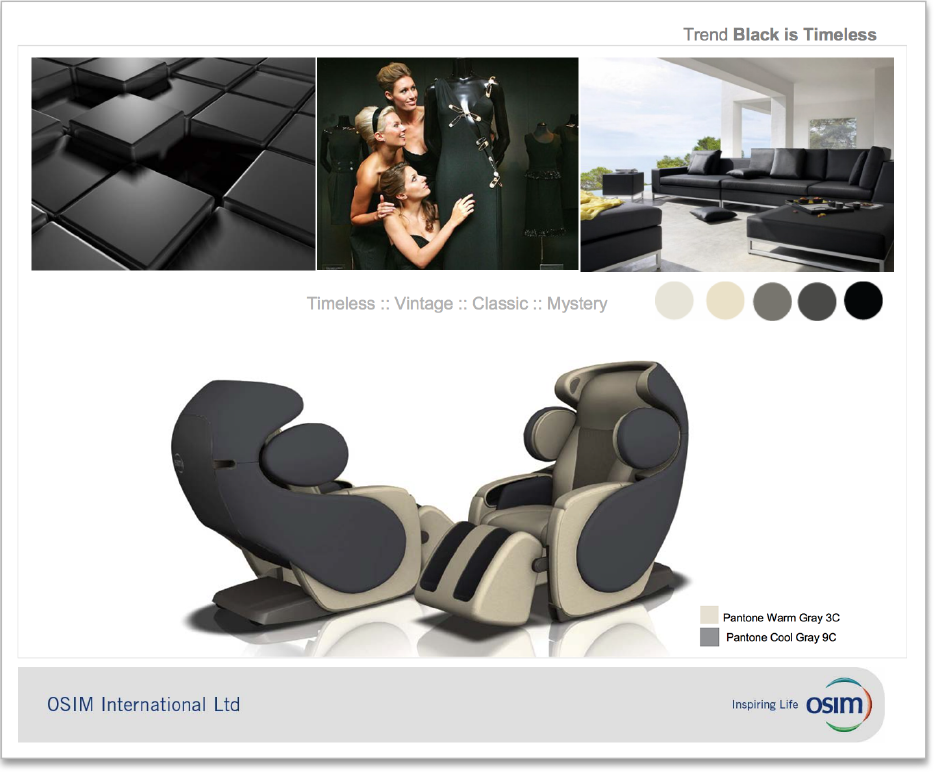 Trend Black is Timeless
Timeless :: Vintage :: Classic :: Mystery
Pantone Warm Gray 3C
Pantone Cool Gray 9C
OSIM International Ltd
Inspiring Life OSIM